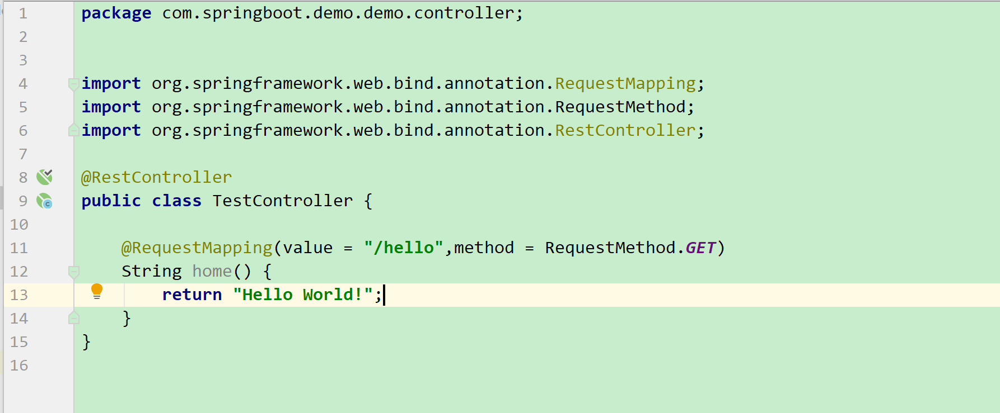 1 package com.springboot.demo.demo.controller;
2
3
4 import org.springframework.web.bind.annotation.RequestMapping;
5 import org.springframework.web.bind.annotation.RequestMethod;
6 import org.springframework.web.bind.annotation.RestController;
7
8 @RestController
9 public class TestController {
10
11     @RequestMapping(value = "/hello",method = RequestMethod.GET)
12     String home() {
13         return "Hello World!";
14     }
15 }
16